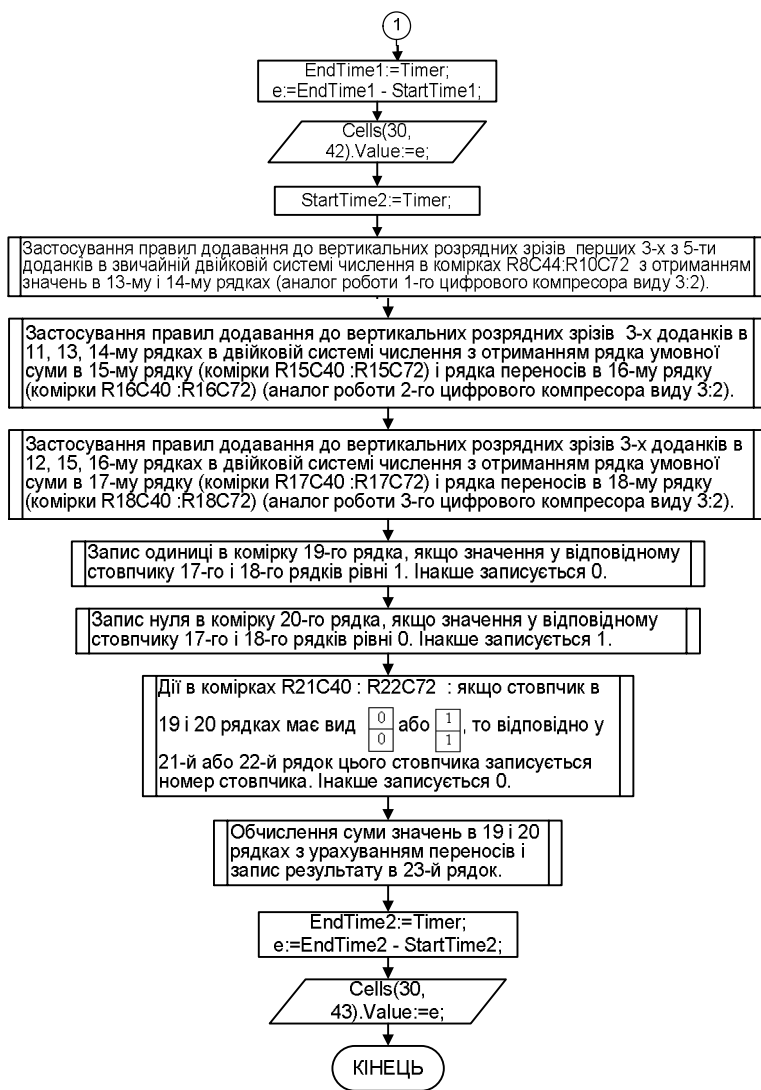 1
EndTime1:=Timer;
e:=EndTime1 - StartTime1;
Cells(30,
42).Value:=e;
StartTime2:=Timer;
Застосування правил додавання до вертикальних розрядних зрізів перших 3-х з 5-ти
доданків в звичайній двійковій системі числення в комірках R8C44:R10C72 з отриманням
значень в 13-му і 14-му рядках (аналог роботи 1-го цифрового компресора виду 3:2).
Застосування правил додавання до вертикальних розрядних зрізів 3-х доданків в
11, 13, 14-му рядках в двійковій системі числення з отриманням рядка умовної
суми в 15-му рядку (комірки R15C40 :R15C72) і рядка переносів в 16-му рядку
(комірки R16C40 :R16C72) (аналог роботи 2-го цифрового компресора виду 3:2).
Застосування правил додавання до вертикальних розрядних зрізів 3-х доданків в
12, 15, 16-му рядках в двійковій системі числення з отриманням рядка умовної
суми в 17-му рядку (комірки R17C40 :R17C72) і рядка переносів в 18-му рядку
(комірки R18C40 :R18C72) (аналог роботи 3-го цифрового компресора виду 3:2).
Запис одиниці в комірку 19-го рядка, якщо значення у відповідному
стовпчику 17-го і 18-го рядків рівні 1. Інакше записується 0.
Запис нуля в комірку 20-го рядка, якщо значення у відповідному
стовпчику 17-го і 18-го рядків рівні 0. Інакше записується 1.
Дії в комірках R21C40 : R22C72 : якщо стовпчик в
19 і 20 рядках має вид 0 0 або 1 1, то відповідно у
21-й або 22-й рядок цього стовпчика записується
номер стовпчика. Інакше записується 0.
Обчислення суми значень в 19 і 20
рядках з урахуванням переносів і
запис результату в 23-й рядок.
EndTime2:=Timer;
e:=EndTime2 - StartTime2;
Cells(30,
43).Value:=e;
КІНЕЦЬ